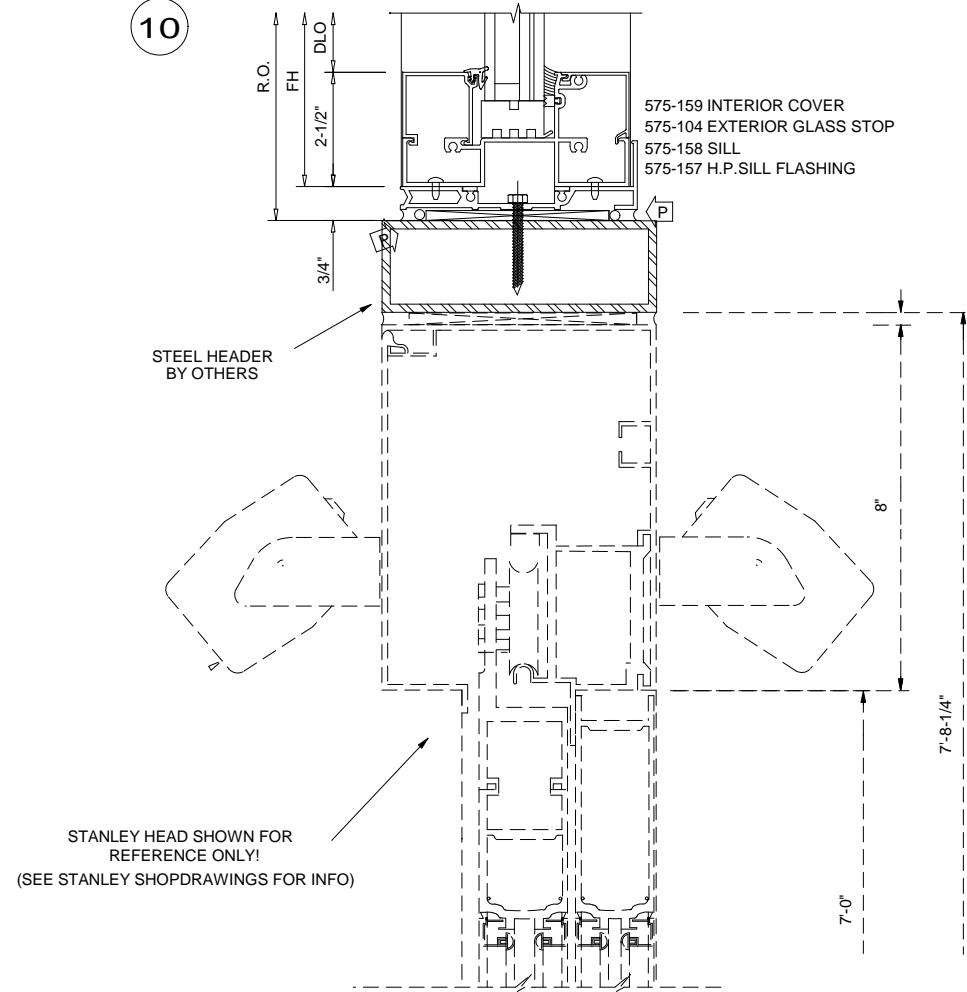 10
R.O.
FH
DLO
2-1/2"
3/4"
575-159 INTERIOR COVER
575-104 EXTERIOR GLASS STOP
575-158 SILL
575-157 H.P.SILL FLASHING
P
P
STEEL HEADER
BY OTHERS
8"
7'-8-1/4"
7'-0"
STANLEY HEAD SHOWN FOR
REFERENCE ONLY!
(SEE STANLEY SHOPDRAWINGS FOR INFO)